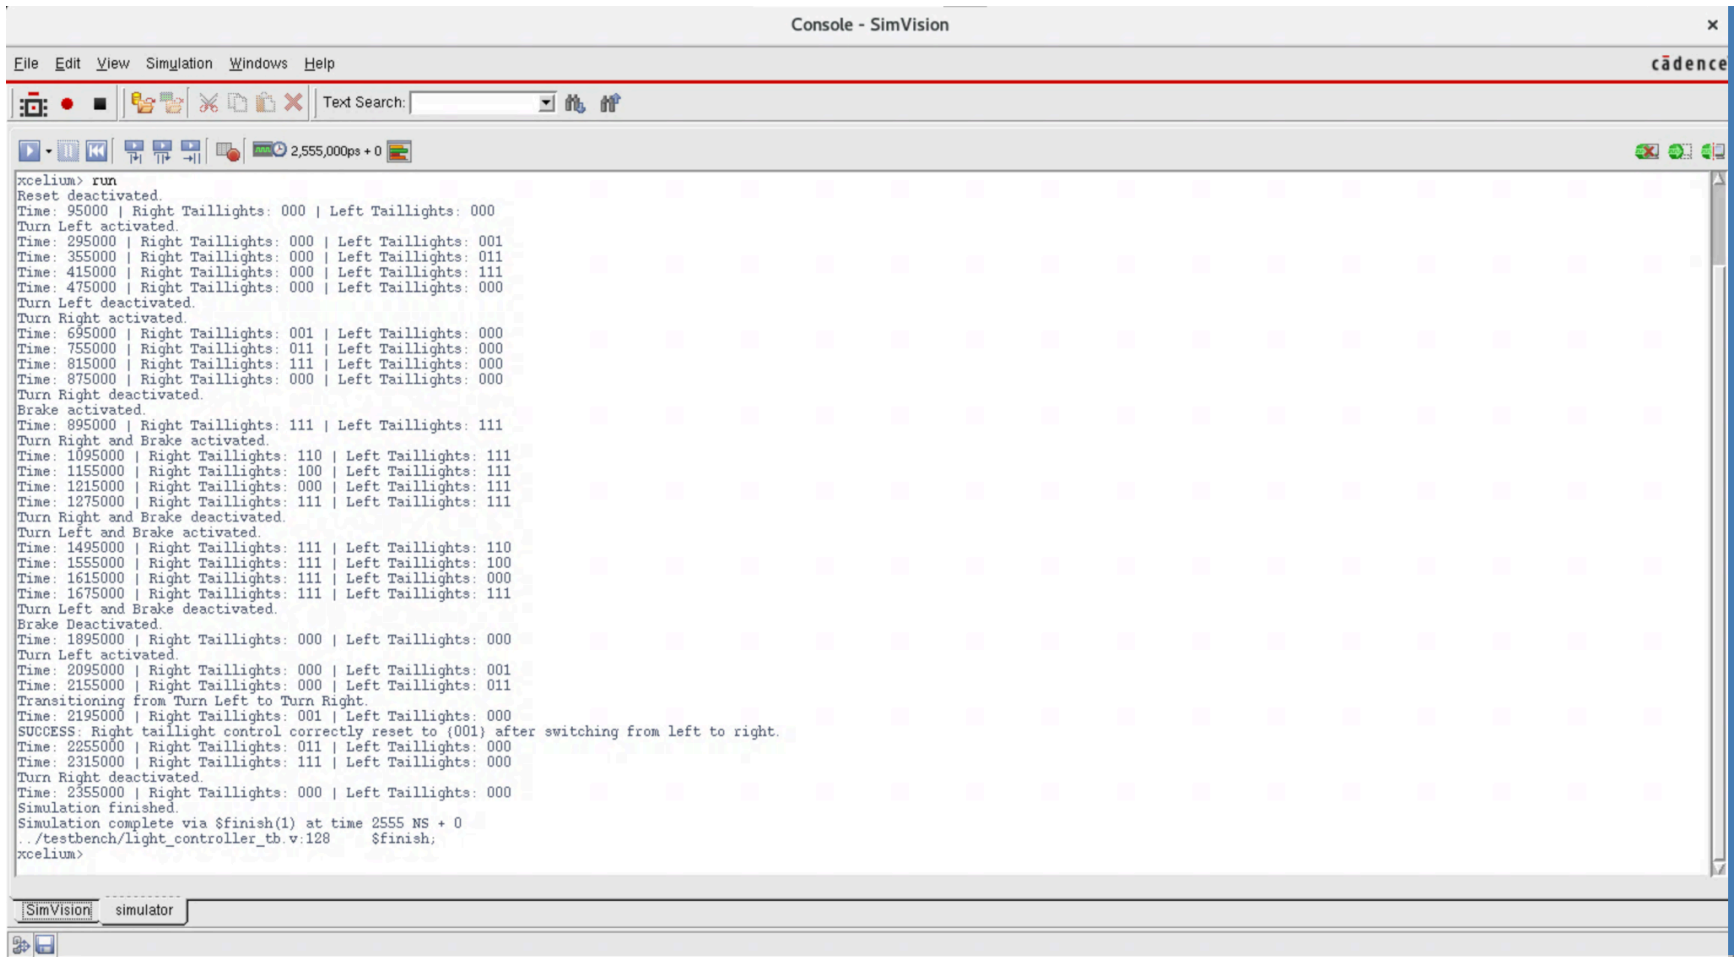 Console - SimVision
×
File Edit View Simulation Windows Help
cādence
Text Search:
2,555,000ps + 0
xcelium> run
Reset deactivated.
Time: 95000 | Right Taillights: 000 | Left Taillights: 000
Turn Left activated.
Time: 295000 | Right Taillights: 000 | Left Taillights: 001
Time: 355000 | Right Taillights: 000 | Left Taillights: 011
Time: 415000 | Right Taillights: 000 | Left Taillights: 111
Time: 475000 | Right Taillights: 000 | Left Taillights: 000
Turn Left deactivated.
Turn Right activated.
Time: 695000 | Right Taillights: 001 | Left Taillights: 000
Time: 755000 | Right Taillights: 011 | Left Taillights: 000
Time: 815000 | Right Taillights: 111 | Left Taillights: 000
Time: 875000 | Right Taillights: 000 | Left Taillights: 000
Turn Right deactivated.
Brake activated.
Time: 895000 | Right Taillights: 111 | Left Taillights: 111
Turn Right and Brake activated.
Time: 1095000 | Right Taillights: 110 | Left Taillights: 111
Time: 1155000 | Right Taillights: 100 | Left Taillights: 111
Time: 1215000 | Right Taillights: 000 | Left Taillights: 111
Time: 1275000 | Right Taillights: 111 | Left Taillights: 111
Turn Right and Brake deactivated.
Turn Left and Brake activated.
Time: 1495000 | Right Taillights: 111 | Left Taillights: 110
Time: 1555000 | Right Taillights: 111 | Left Taillights: 100
Time: 1615000 | Right Taillights: 111 | Left Taillights: 000
Time: 1675000 | Right Taillights: 111 | Left Taillights: 111
Turn Left and Brake deactivated.
Brake Deactivated.
Time: 1895000 | Right Taillights: 000 | Left Taillights: 000
Turn Left activated.
Time: 2095000 | Right Taillights: 000 | Left Taillights: 001
Time: 2155000 | Right Taillights: 000 | Left Taillights: 011
Transitioning from Turn Left to Turn Right.
Time: 2195000 | Right Taillights: 001 | Left Taillights: 000
SUCCESS: Right taillight control correctly reset to {001} after switching from left to right.
Time: 2255000 | Right Taillights: 011 | Left Taillights: 000
Time: 2315000 | Right Taillights: 111 | Left Taillights: 000
Turn Right deactivated.
Time: 2355000 | Right Taillights: 000 | Left Taillights: 000
Simulation finished.
Simulation complete via $finish(1) at time 2555 NS + 0
../testbench/light_controller_tb.v:128 $finish;
xcelium>
SimVision simulator